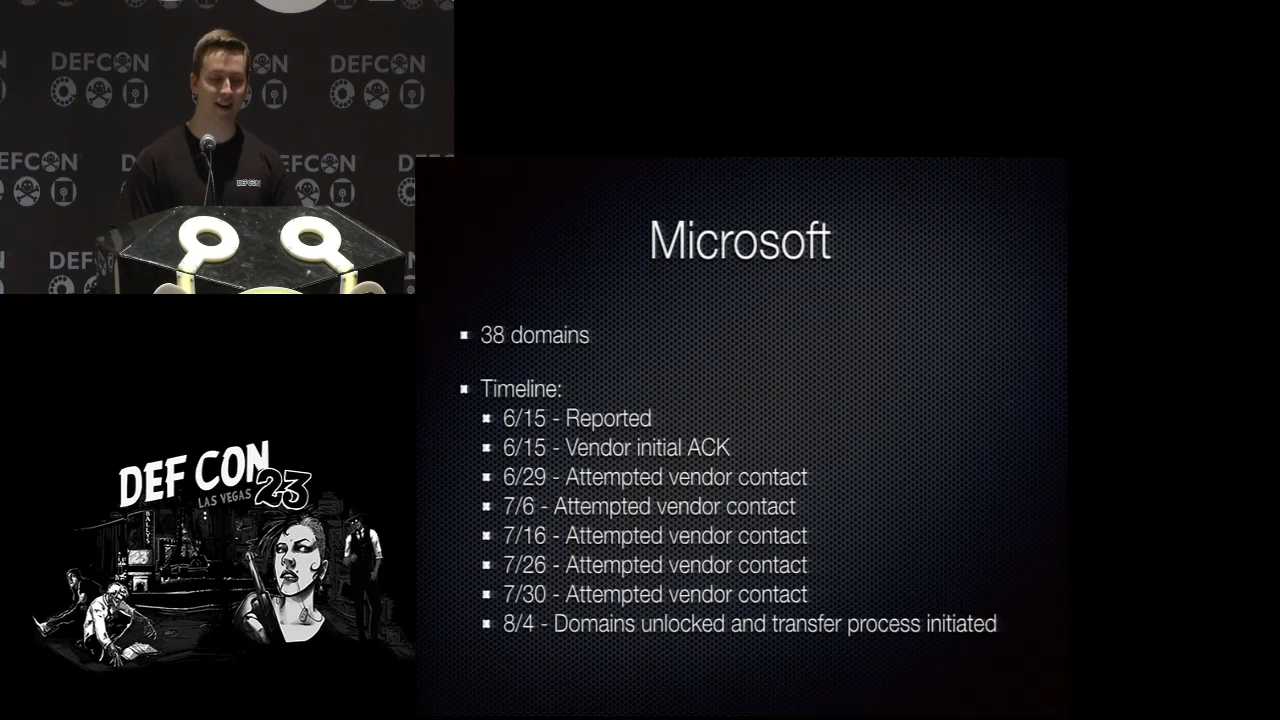 DEFCON
DEFCON
DEFCON
DEFCON
Microsoft
38 domains
Timeline:
6/15 - Reported
6/15 - Vendor initial ACK
6/29 - Attempted vendor contact
7/6 - Attempted vendor contact
7/16 - Attempted vendor contact
7/26 - Attempted vendor contact
7/30 - Attempted vendor contact
8/4 - Domains unlocked and transfer process initiated
DEF CON
LAS VEGAS 23
BALLYS